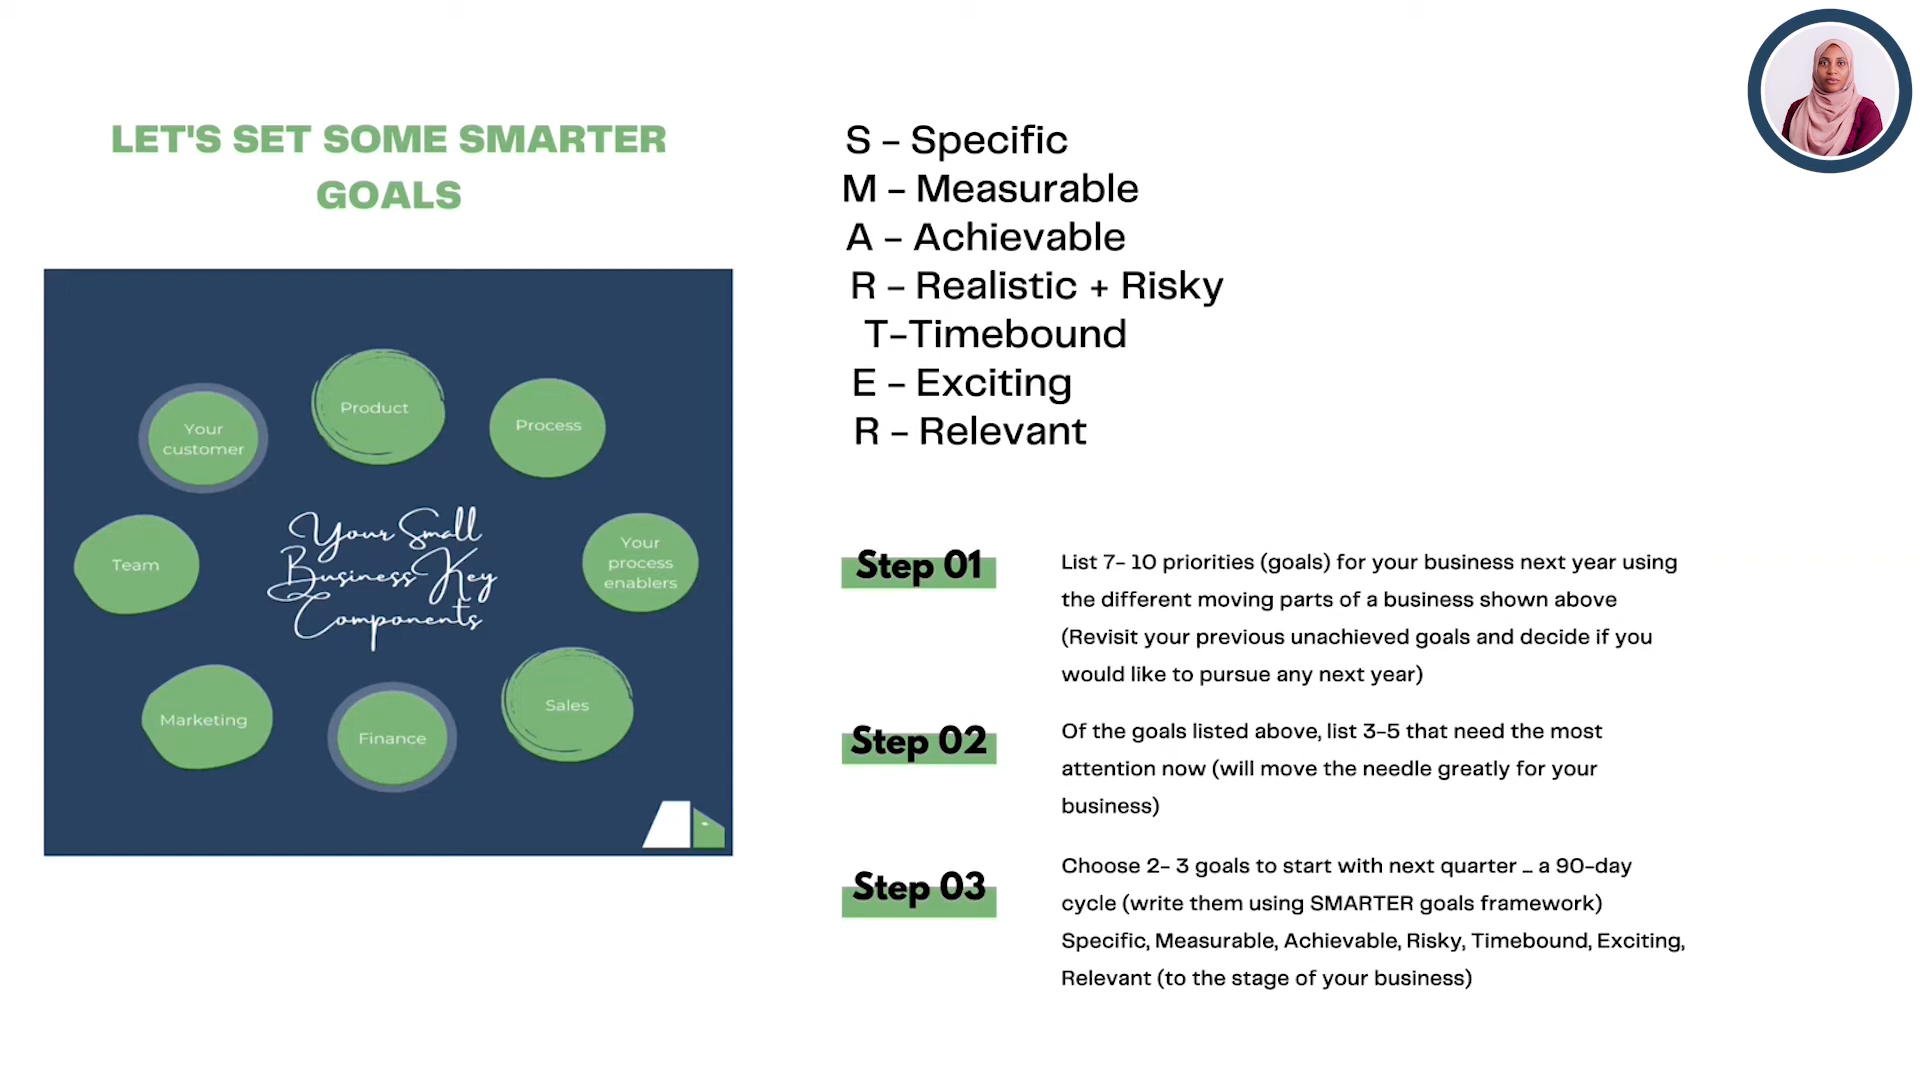 LET'S SET SOME SMARTER
GOALS
Your
customer
Product
Process
Team
Your Small
Business Key
Components
Your
process
enablers
Marketing
Finance
Sales
S – Specific
M – Measurable
A – Achievable
R – Realistic + Risky
T–Timebound
E – Exciting
R – Relevant
Step 01
List 7- 10 priorities (goals) for your business next year using
the different moving parts of a business shown above
(Revisit your previous unachieved goals and decide if you
would like to pursue any next year)
Step 02
Of the goals listed above, list 3-5 that need the most
attention now (will move the needle greatly for your
business)
Step 03
Choose 2- 3 goals to start with next quarter ... a 90-day
cycle (write them using SMARTER goals framework)
Specific, Measurable, Achievable, Risky, Timebound, Exciting,
Relevant (to the stage of your business)